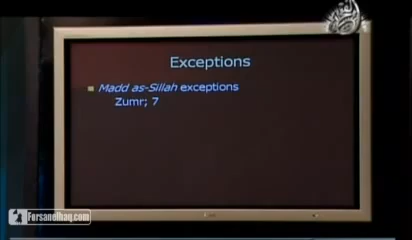 Exceptions
Madd as-Sillah exceptions
Zumr; 7
Forsanelhaq.com